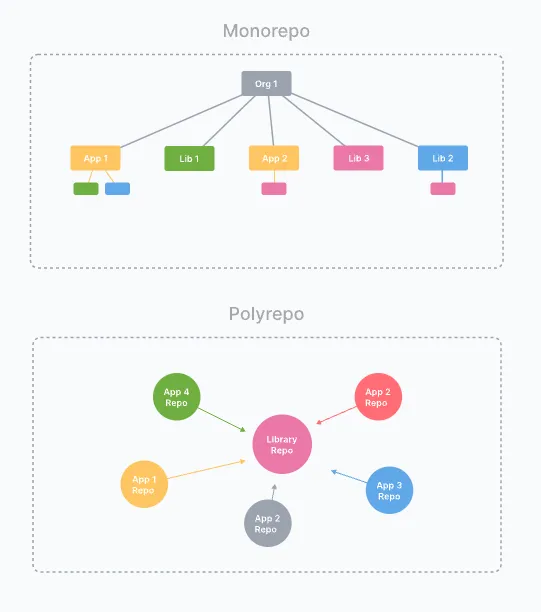 Monorepo
Org 1
App 1
Lib 1
App 2
Lib 3
Lib 2
Polyrepo
App 4
Repo
App 2
Repo
Library
Repo
App 1
Repo
App 3
Repo
App 2
Repo